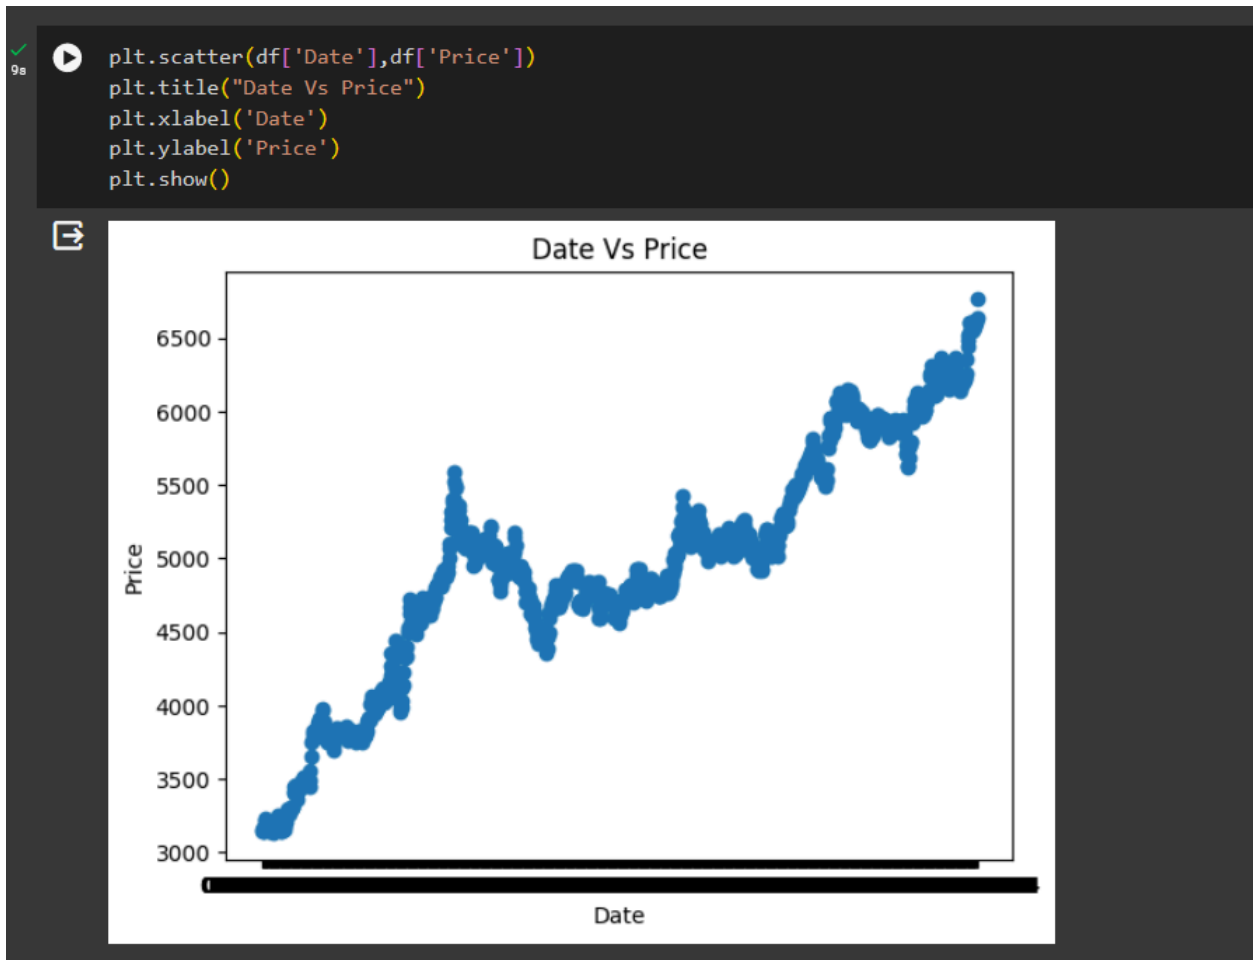 plt.scatter(df['Date'],df['Price'])
9s
plt.title("Date Vs Price")
plt.xlabel('Date')
plt.ylabel('Price')
plt.show()
Date Vs Price
6500
6000
5500
5000
4500
4000
3500
3000
Price
Date